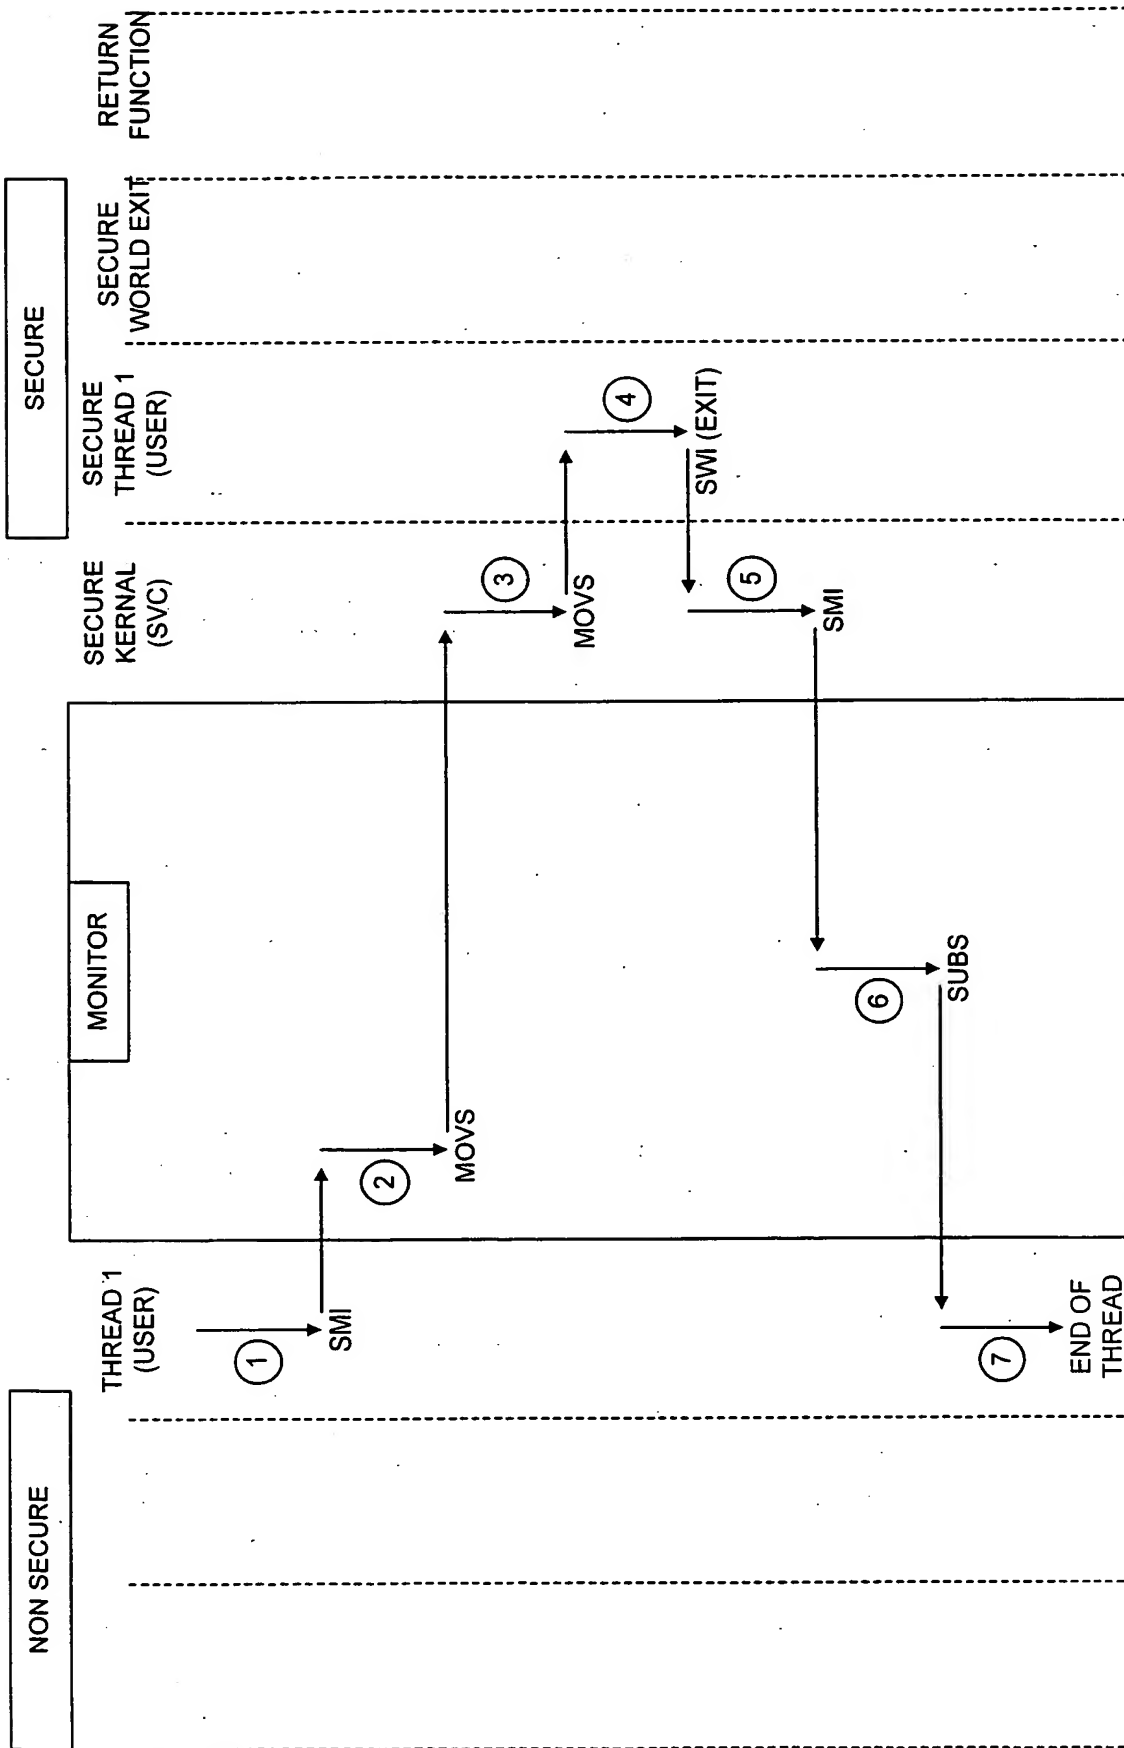 NON SECURE
MONITOR
SECURE
THREAD 1
(USER)
SECURE
KERNAL
(SVC)
SECURE
THREAD 1
(USER)
SECURE
WORLD EXIT
RETURN
FUNCTION
1
SMI
2
MOVS
3
MOVS
4
SWI (EXIT)
5
SMI
6
SUBS
7
END OF
THREAD